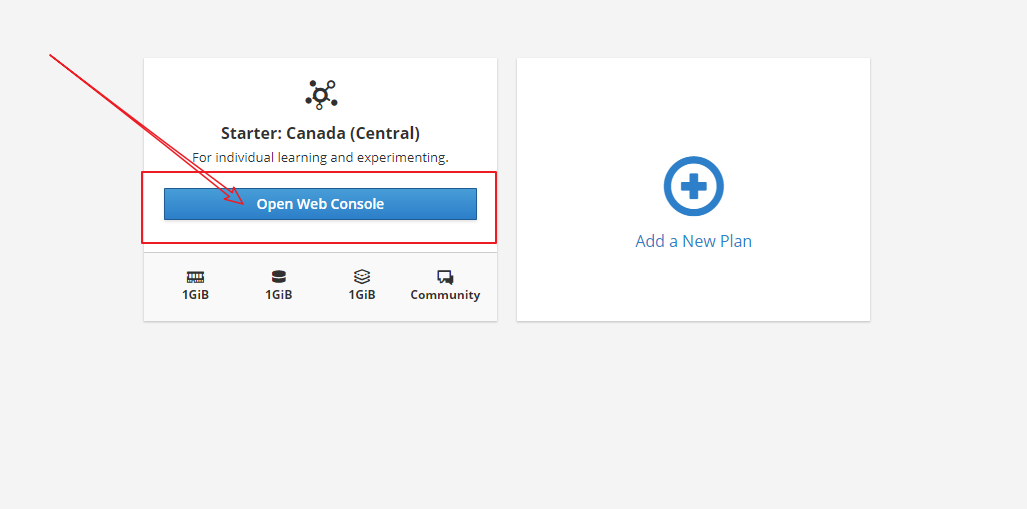 Starter: Canada (Central)
For individual learning and experimenting.
Open Web Console
1GiB
1GiB
1GiB
Community
Add a New Plan